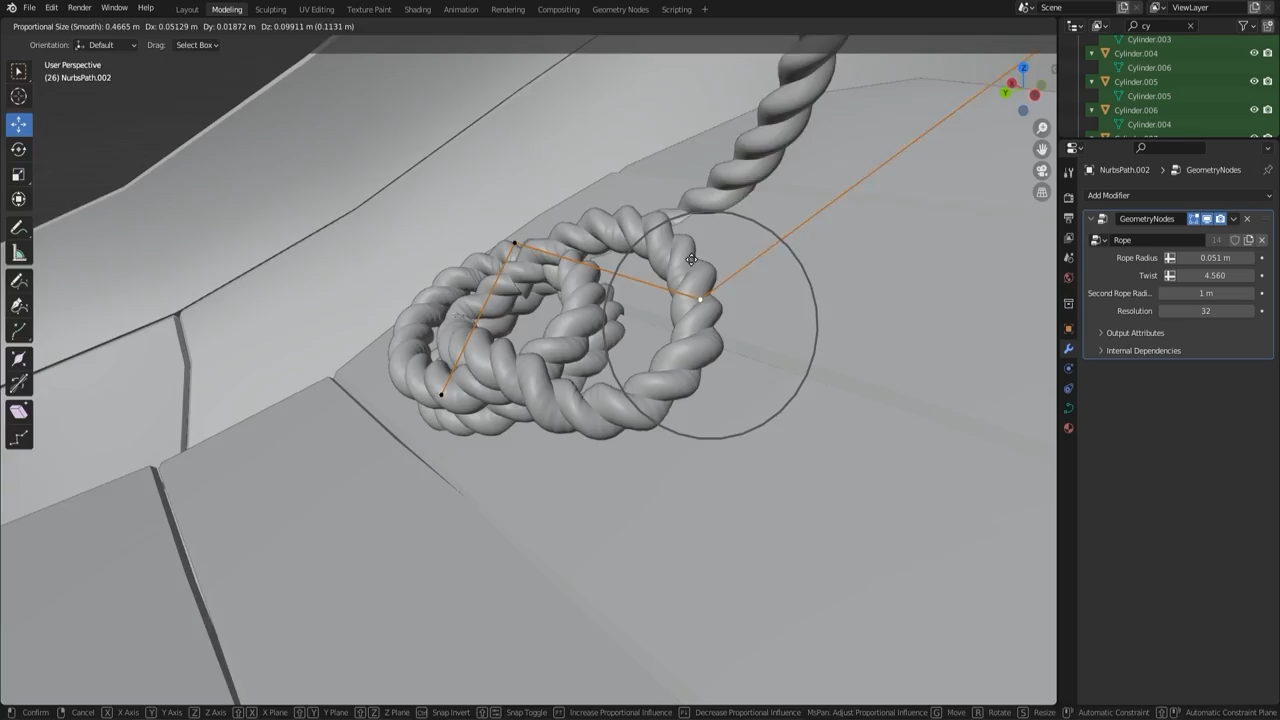 File Edit Render Window Help Layout Modeling Sculpting UV Editing Texture Paint Shading Animation Rendering Compositing Geometry Nodes Scripting + Scene ViewLayer
Proportional Size (Smooth): 0.4665 m Dx: 0.05129 m Dy: 0.01872 m Dz: 0.09911 m (0.1131 m)
cy
Orientation: Default Drag: Select Box
Cylinder.003
User Perspective
Cylinder.004
(26) NurbsPath.002
Cylinder.006
Z
X
Y
Cylinder.005
Cylinder.005
Cylinder.006
Cylinder.004
NurbsPath.002 > GeometryNodes
Add Modifier
GeometryNodes
Rope 14
Rope Radius 0.051 m
Twist 4.560
Second Rope Radi.. 1 m
Resolution 32
Output Attributes
Internal Dependencies
Confirm Cancel X X Axis Y Y Axis Z Z Axis X X Plane Y Y Plane Z Z Plane Snap Invert Snap Toggle Increase Proportional Influence Decrease Proportional Influence MsPan: Adjust Proportional Influence G Move R Rotate S Resize Automatic Constraint Automatic Constraint Plane